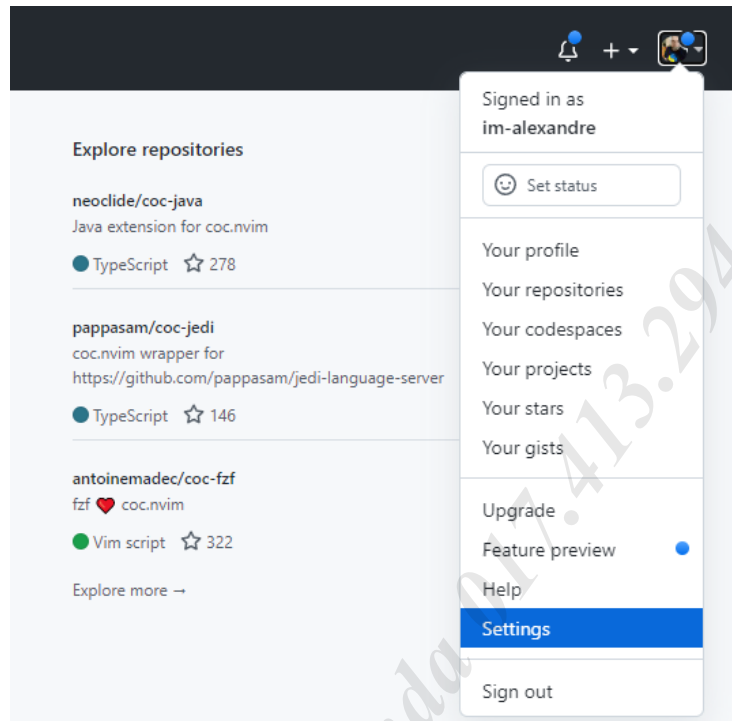 Explore repositories
neoclide/coc-java
Java extension for coc.nvim
TypeScript 278
pappasam/coc-jedi
coc.nvim wrapper for
https://github.com/pappasam/jedi-language-server
TypeScript 146
antoinemadec/coc-fzf
fzf ❤ coc.nvim
Vim script 322
Explore more →
Signed in as
im-alexandre
Set status
Your profile
Your repositories
Your codespaces
Your projects
Your stars
Your gists
Upgrade
Feature preview
Help
Settings
Sign out
017.413.294